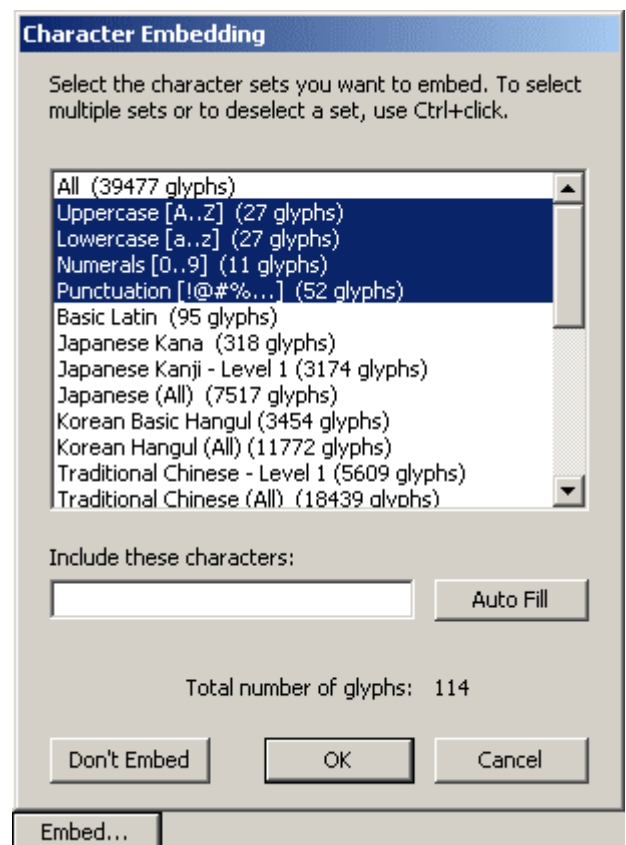 Character Embedding
Select the character sets you want to embed. To select
multiple sets or to deselect a set, use Ctrl+click.
All (39477 glyphs)
Uppercase [A..Z] (27 glyphs)
Lowercase [a..z] (27 glyphs)
Numerals [0..9] (11 glyphs)
Punctuation [!@#%...] (52 glyphs)
Basic Latin (95 glyphs)
Japanese Kana (318 glyphs)
Japanese Kanji - Level 1 (3174 glyphs)
Japanese (All) (7517 glyphs)
Korean Basic Hangul (3454 glyphs)
Korean Hangul (All) (11772 glyphs)
Traditional Chinese - Level 1 (5609 glyphs)
Traditional Chinese (All) (18439 glyphs)
Include these characters:
Auto Fill
Total number of glyphs: 114
Don't Embed OK Cancel
Embed...